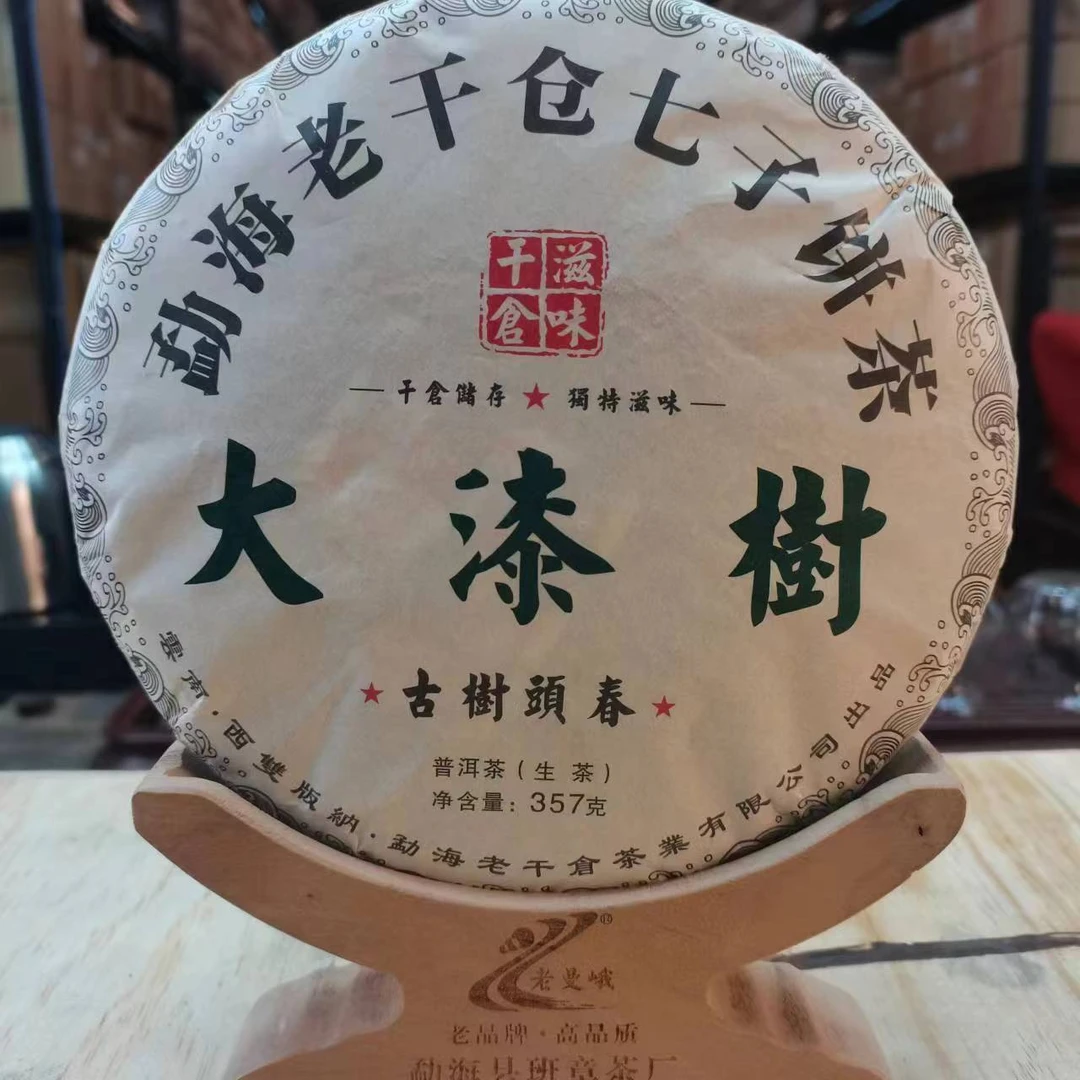 勐海老干仓七子饼茶
干滋
倉味
干倉儲存★獨特滋味
大漆樹
★古樹頭春★
普洱茶(生茶)
净含量:357克
雲南·西雙版納·勐海老干倉茶業有限公司出品
®
老曼峨
老品牌·高品质
勐海县班章茶厂